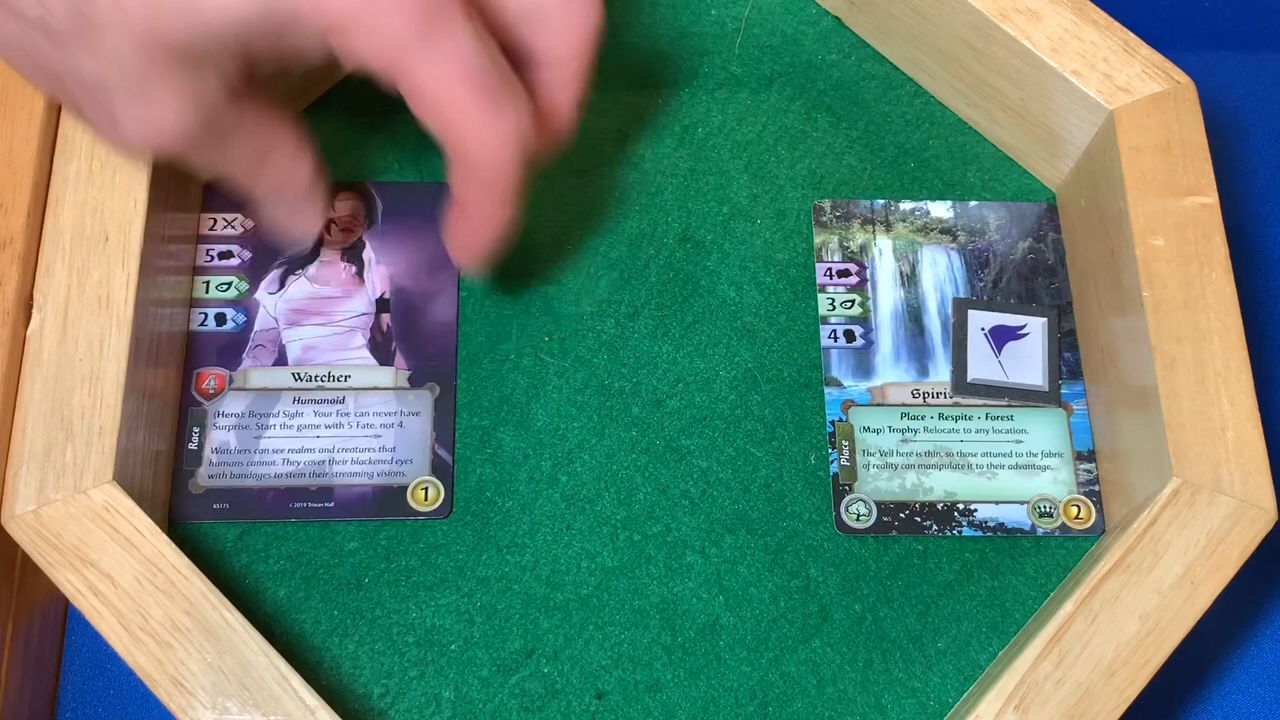 2
5
1
2
4
Watcher
Humanoid
(Hero): Beyond Sight - Your Foe can never have
Surprise. Start the game with 5 Fate, not 4.
Race
Watchers can see realms and creatures that
humans cannot. They cover their blackened eyes
with bandages to stem their streaming visions.
KS175
©2019 Tristan Hall
1
4
3
4
Place • Respite • Forest
(Map) Trophy: Relocate to any location.
Place
The Veil here is thin, so those attuned to the fabric
of reality can manipulate it to their advantage.
2